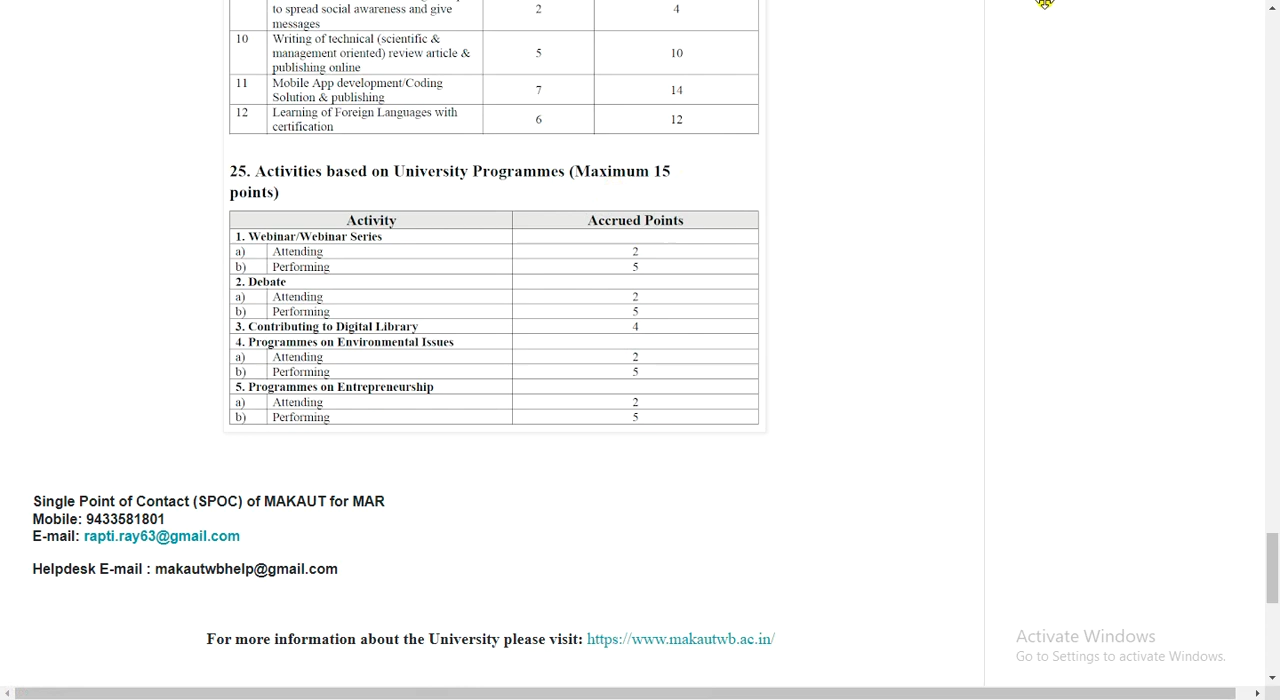 to spread social awareness and give
messages
2
4
10
Writing of technical (scientific &
management oriented) review article &
publishing online
5
10
11
Mobile App development/Coding
Solution & publishing
7
14
12
Learning of Foreign Languages with
certification
6
12
25. Activities based on University Programmes (Maximum 15
points)
Activity
Accrued Points
1. Webinar/Webinar Series
a) Attending 2
b) Performing 5
2. Debate
a) Attending 2
b) Performing 5
3. Contributing to Digital Library 4
4. Programmes on Environmental Issues
a) Attending 2
b) Performing 5
5. Programmes on Entrepreneurship
a) Attending 2
b) Performing 5
Single Point of Contact (SPOC) of MAKAUT for MAR
Mobile: 9433581801
E-mail: rapti.ray63@gmail.com
Helpdesk E-mail : makautwbhelp@gmail.com
For more information about the University please visit: https://www.makautwb.ac.in/
Activate Windows
Go to Settings to activate Windows.